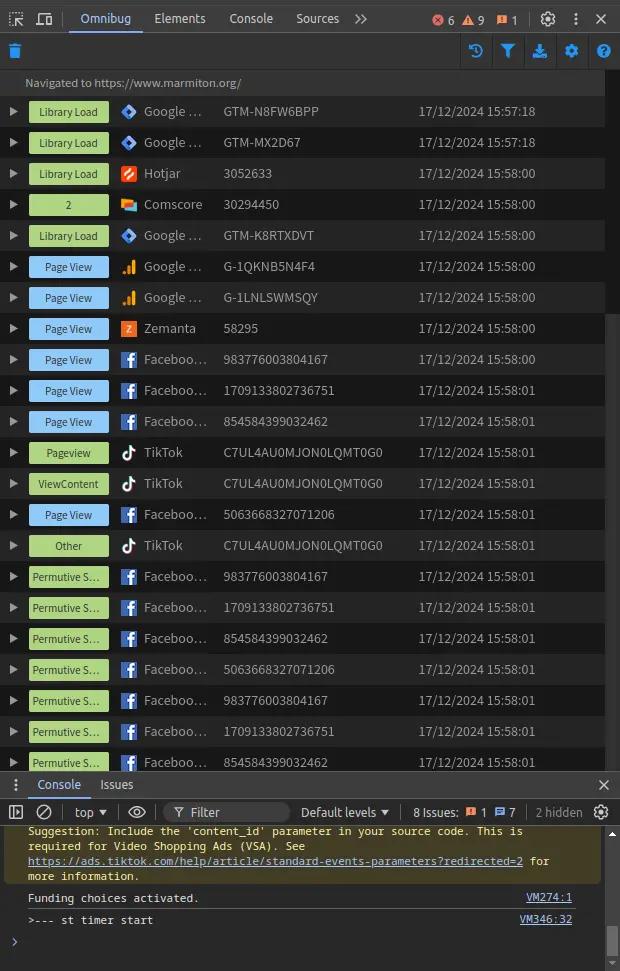 Omnibug Elements Console Sources 6 9 1
Navigated to https://www.marmiton.org/
Library Load Google ... GTM-N8FW6BPP 17/12/2024 15:57:18
Library Load Google ... GTM-MX2D67 17/12/2024 15:57:18
Library Load Hotjar 3052633 17/12/2024 15:58:00
2 Comscore 30294450 17/12/2024 15:58:00
Library Load Google ... GTM-K8RTXDVT 17/12/2024 15:58:00
Page View Google ... G-1QKNB5N4F4 17/12/2024 15:58:00
Page View Google ... G-1LNLSWMSQY 17/12/2024 15:58:00
Page View Z Zemanta 58295 17/12/2024 15:58:00
Page View Faceboo... 983776003804167 17/12/2024 15:58:00
Page View Faceboo... 1709133802736751 17/12/2024 15:58:01
Page View Faceboo... 854584399032462 17/12/2024 15:58:01
Pageview TikTok C7UL4AU0MJON0LQMT0G0 17/12/2024 15:58:01
ViewContent TikTok C7UL4AU0MJON0LQMT0G0 17/12/2024 15:58:01
Page View Faceboo... 5063668327071206 17/12/2024 15:58:01
Other TikTok C7UL4AU0MJON0LQMT0G0 17/12/2024 15:58:01
Permutive S... Faceboo... 983776003804167 17/12/2024 15:58:01
Permutive S... Faceboo... 1709133802736751 17/12/2024 15:58:01
Permutive S... Faceboo... 854584399032462 17/12/2024 15:58:01
Permutive S... Faceboo... 5063668327071206 17/12/2024 15:58:01
Permutive S... Faceboo... 983776003804167 17/12/2024 15:58:01
Permutive S... Faceboo... 1709133802736751 17/12/2024 15:58:01
Permutive S... Faceboo... 854584399032462 17/12/2024 15:58:01
Console Issues
top Filter Default levels 8 Issues: 1 7 2 hidden
Suggestion: Include the 'content_id' parameter in your source code. This is
required for Video Shopping Ads (VSA). See
https://ads.tiktok.com/help/article/standard-events-parameters?redirected=2 for
more information.
Funding choices activated. VM274:1
>--- st timer start VM346:32